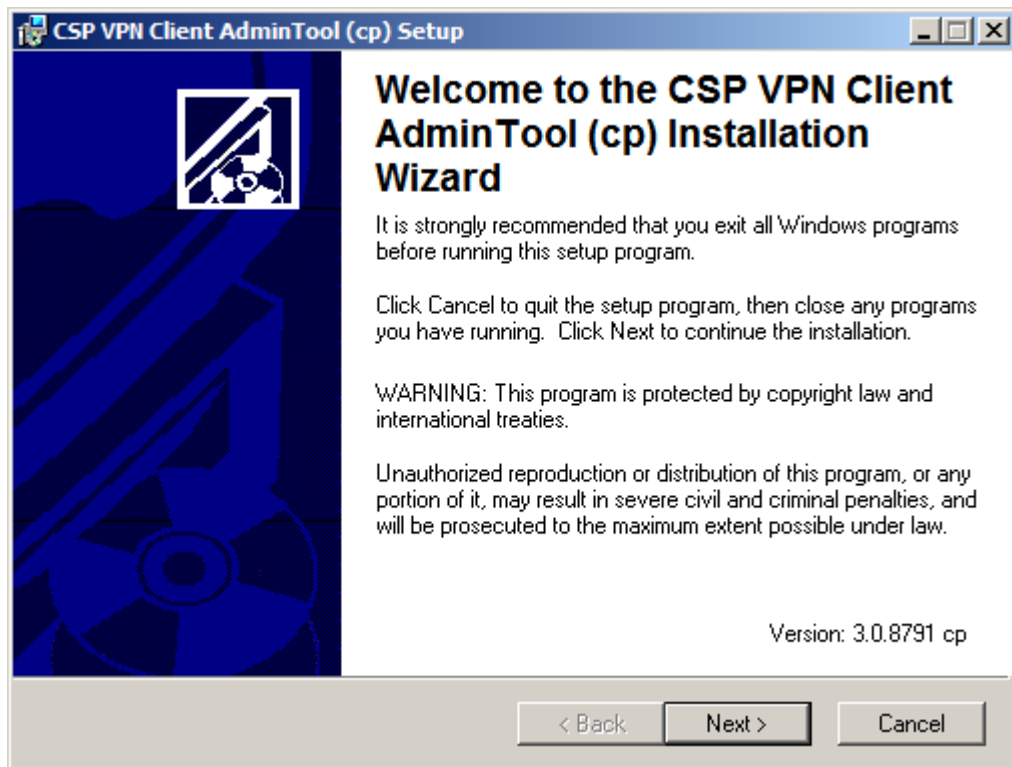 CSP VPN Client AdminTool (cp) Setup
Welcome to the CSP VPN Client
AdminTool (cp) Installation
Wizard
It is strongly recommended that you exit all Windows programs
before running this setup program.
Click Cancel to quit the setup program, then close any programs
you have running.  Click Next to continue the installation.
WARNING: This program is protected by copyright law and
international treaties.
Unauthorized reproduction or distribution of this program, or any
portion of it, may result in severe civil and criminal penalties, and
will be prosecuted to the maximum extent possible under law.
Version: 3.0.8791 cp
< Back
Next >
Cancel